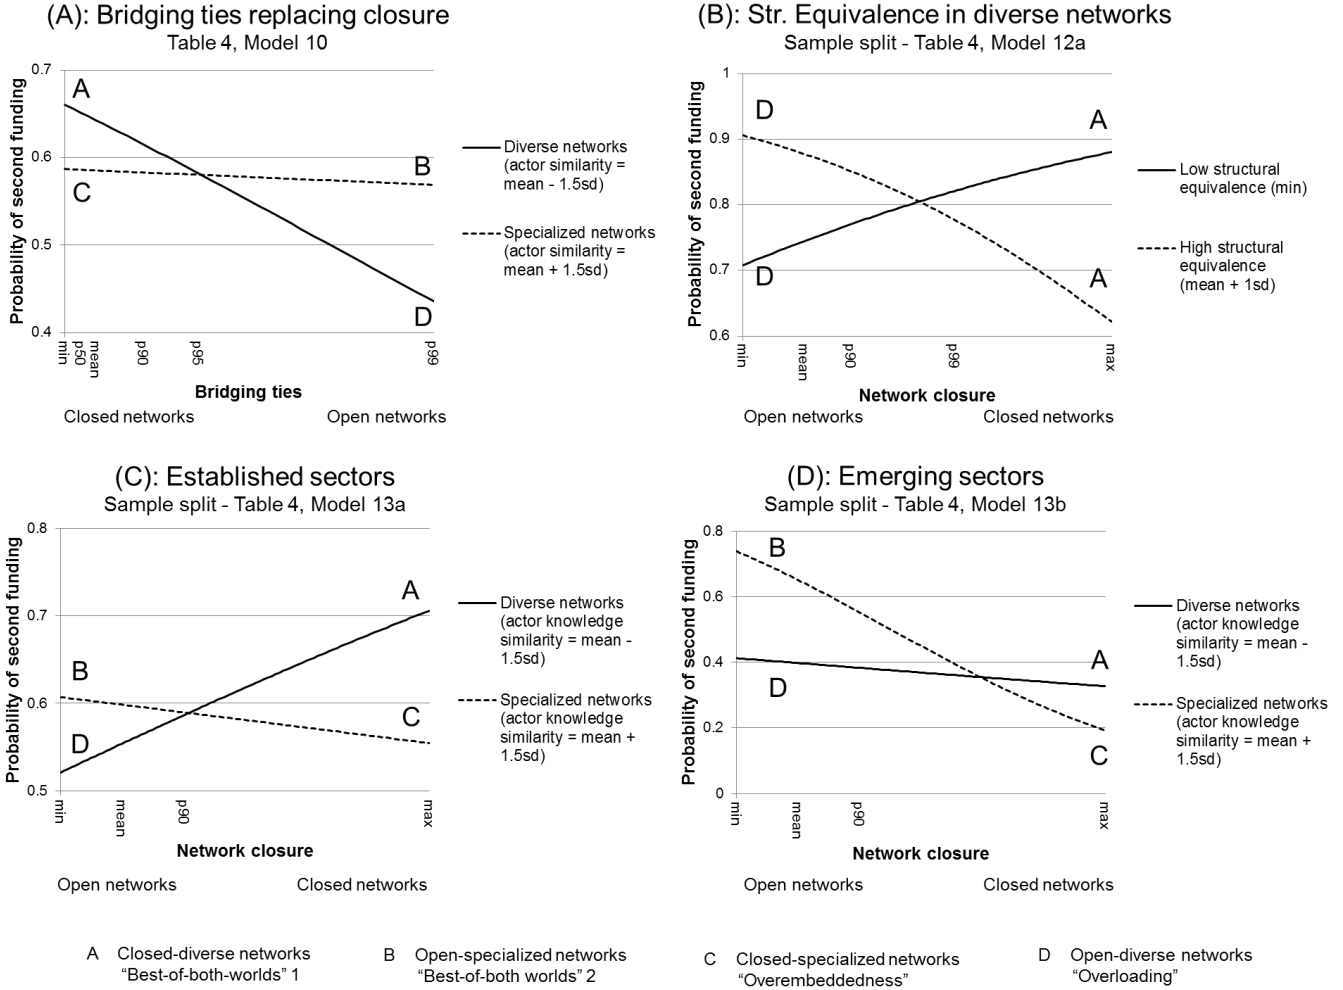 (A): Bridging ties replacing closure
Table 4, Model 10
Probability of second funding
0.7
0.6
0.5
0.4
A
B
C
D
min
p50
mean
p90
p95
p99
Bridging ties
Closed networks
Open networks
Diverse networks
(actor similarity =
mean - 1.5sd)
Specialized networks
(actor similarity =
mean + 1.5sd)
(B): Str. Equivalence in diverse networks
Sample split - Table 4, Model 12a
Probability of second funding
1
0.9
0.8
0.7
0.6
D
A
D
A
min
mean
p90
p99
max
Network closure
Open networks
Closed networks
Low structural
equivalence (min)
High structural
equivalence
(mean + 1sd)
(C): Established sectors
Sample split - Table 4, Model 13a
Probability of second funding
0.8
0.7
0.6
0.5
A
B
C
D
min
mean
p90
max
Network closure
Open networks
Closed networks
Diverse networks
(actor knowledge
similarity = mean -
1.5sd)
Specialized networks
(actor knowledge
similarity = mean +
1.5sd)
(D): Emerging sectors
Sample split - Table 4, Model 13b
Probability of second funding
0.8
0.6
0.4
0.2
0
B
A
D
C
min
mean
p90
max
Network closure
Open networks
Closed networks
Diverse networks
(actor knowledge
similarity = mean -
1.5sd)
Specialized networks
(actor knowledge
similarity = mean +
1.5sd)
A Closed-diverse networks
“Best-of-both-worlds” 1
B Open-specialized networks
“Best-of-both worlds” 2
C Closed-specialized networks
“Overembeddedness”
D Open-diverse networks
“Overloading”